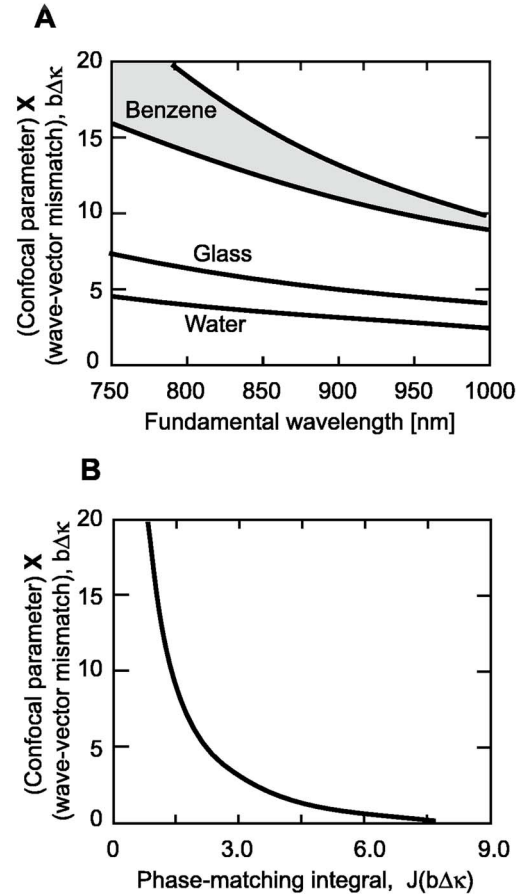 A
(Confocal parameter) X
(wave-vector mismatch), bΔκ
20
15
10
5
0
Benzene
Glass
Water
750 800 850 900 950 1000
Fundamental wavelength [nm]
B
(Confocal parameter) X
(wave-vector mismatch), bΔκ
20
15
10
5
0
0 3.0 6.0 9.0
Phase-matching integral, J(bΔκ)